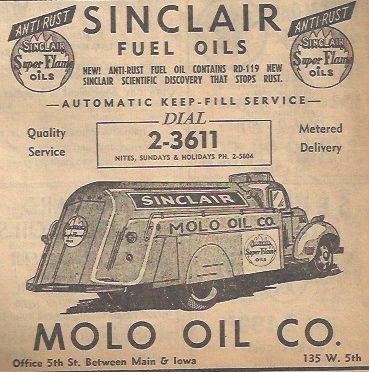 SINCLAIR
FUEL OILS
ANTI-RUST
SINCLAIR
Super Flame
OILS
ANTI-RUST
SINCLAIR
Super Flame
OILS
NEW! ANTI-RUST FUEL OIL CONTAINS RD-119 NEW
SINCLAIR SCIENTIFIC DISCOVERY THAT STOPS RUST.
—AUTOMATIC KEEP-FILL SERVICE—
Quality
Service
DIAL
2-3611
NITES, SUNDAYS & HOLIDAYS PH. 2-5604
Metered
Delivery
SINCLAIR
MOLO OIL CO.
Super Flame
MOLO OIL CO.
Office 5th St. Between Main & Iowa
135 W. 5th